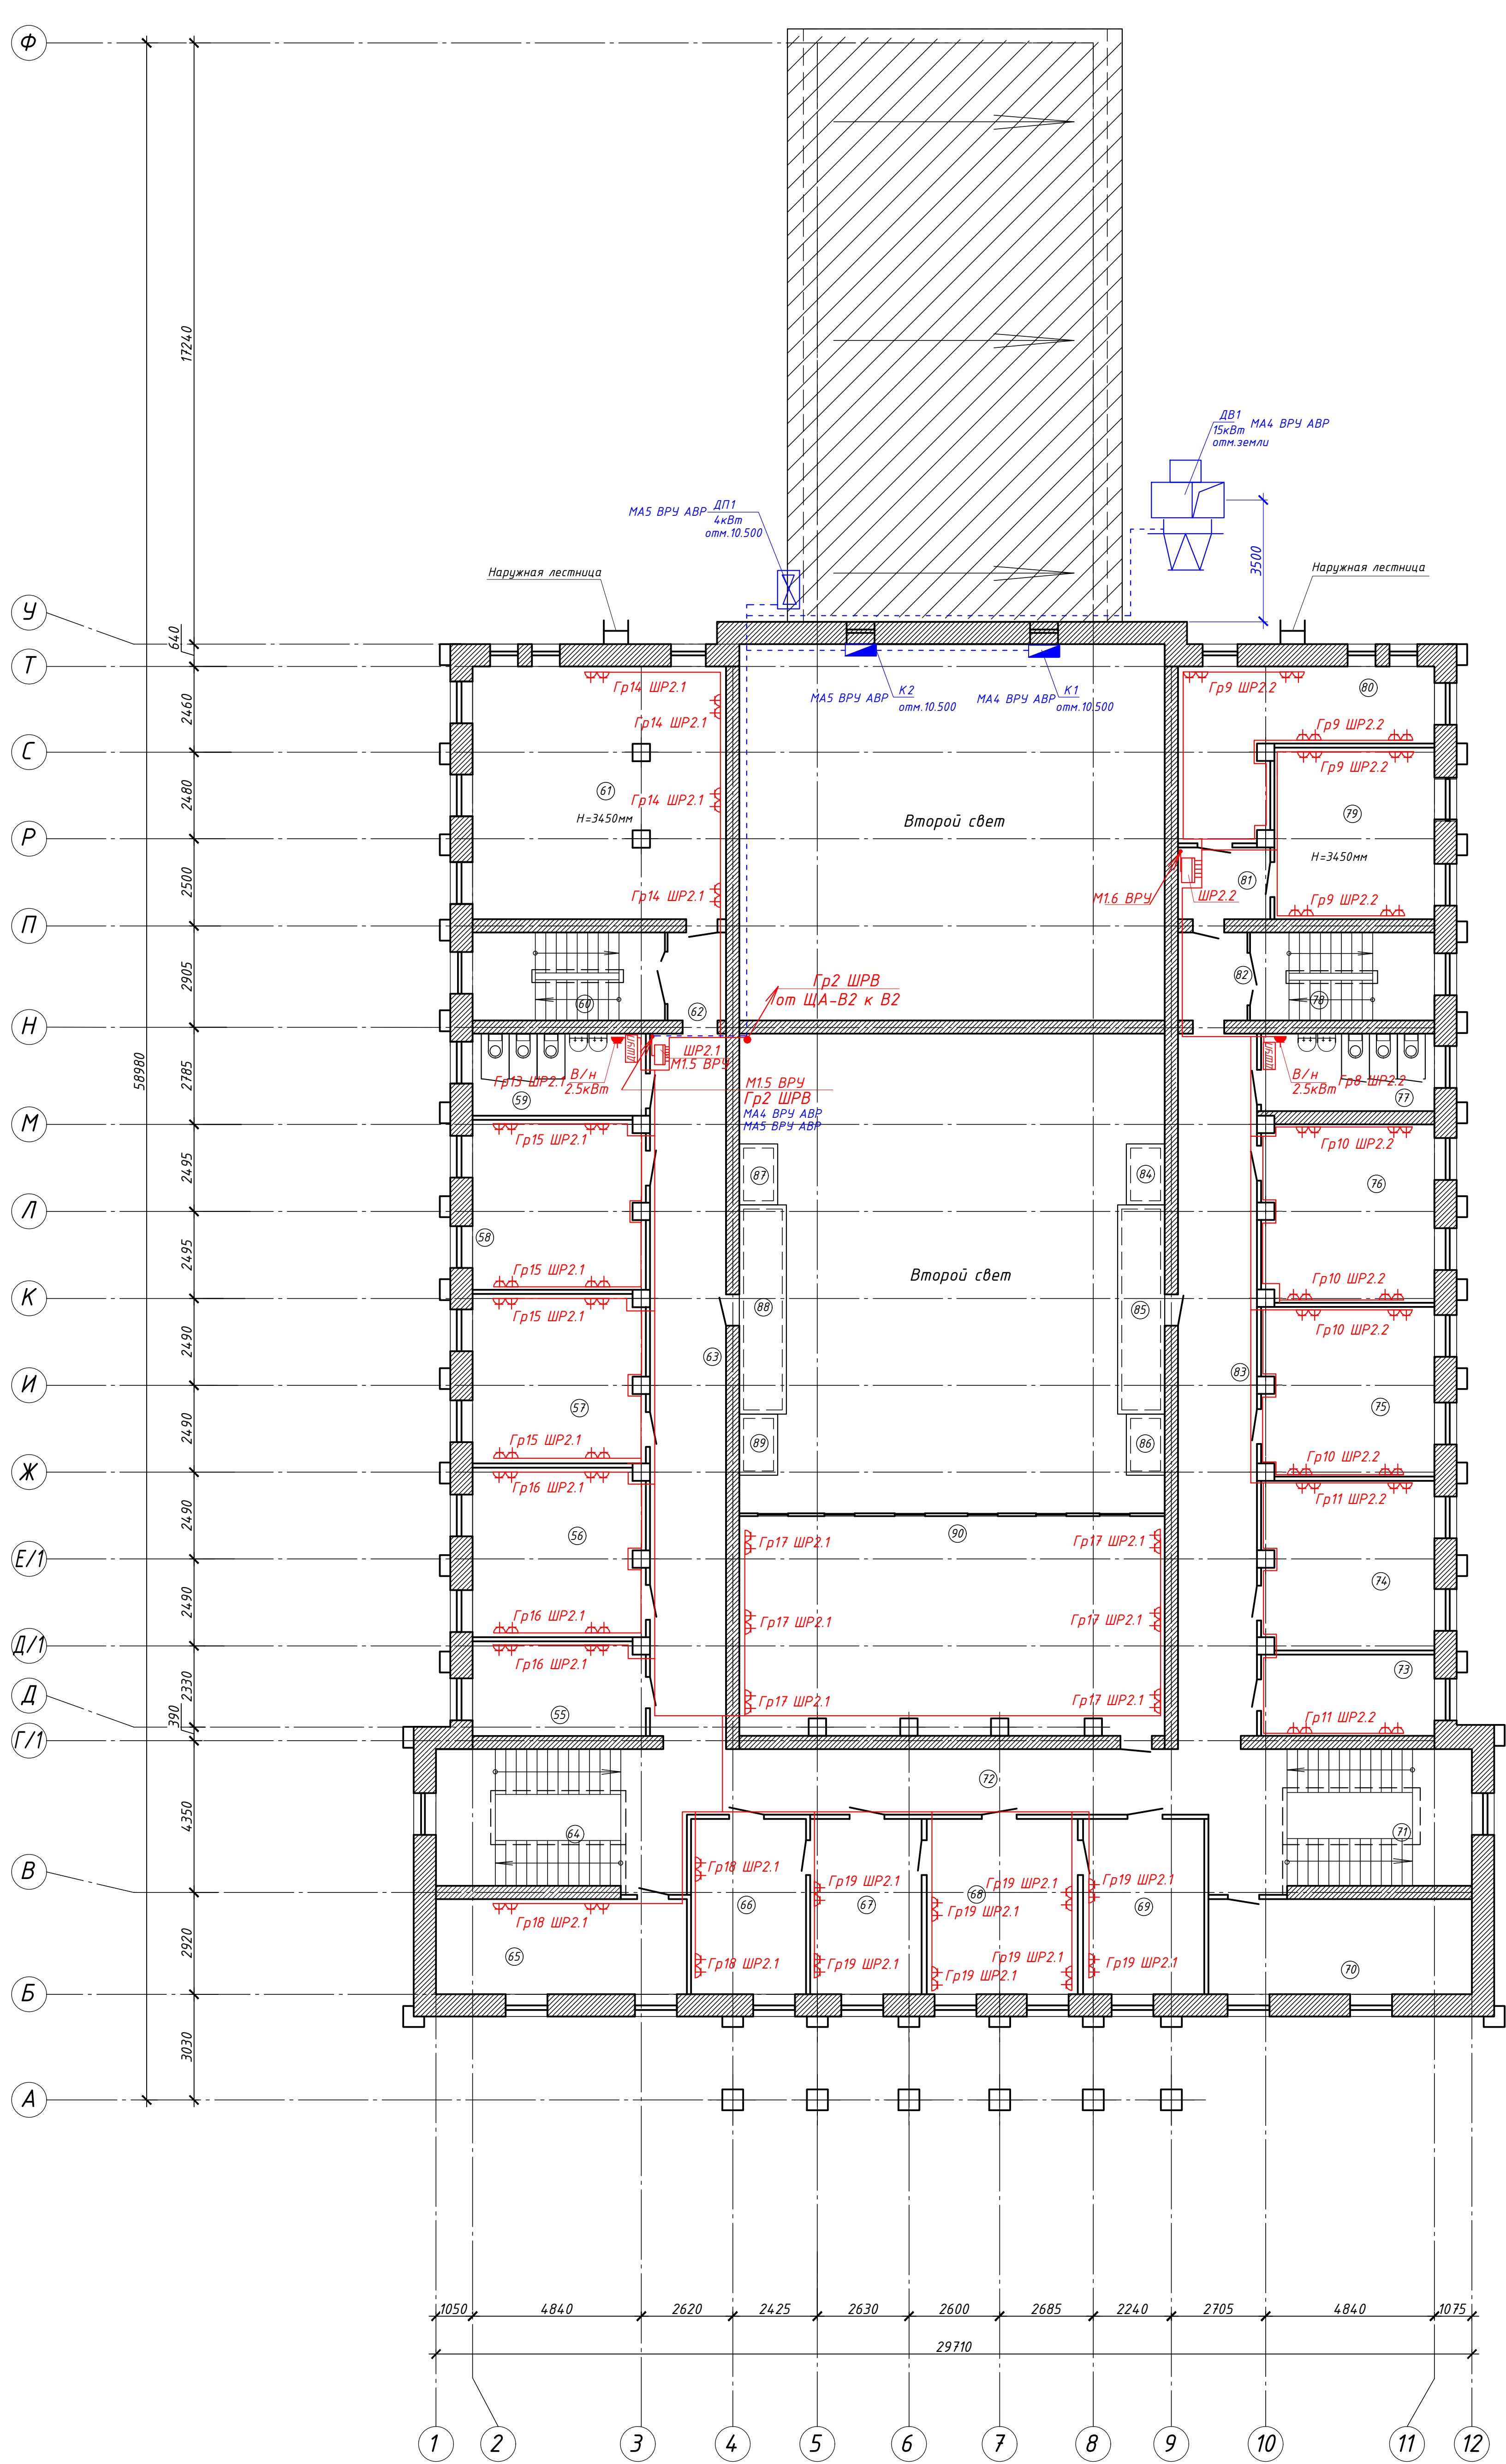 Ф
17240
ДВ1
15кВт МА4 ВРУ АВР
отм.земли
МА5 ВРУ АВР ДП1
4кВт
отм.10.500
3500
Наружная лестница
Наружная лестница
У
640
Т
Гр14 ШР2.1
Гр14 ШР2.1
МА5 ВРУ АВР К2
отм.10.500
МА4 ВРУ АВР К1
отм.10.500
Гр9 ШР2.2
80
2460
Гр9 ШР2.2
С
Гр9 ШР2.2
2480
61
Н=3450мм
Гр14 ШР2.1
Второй свет
79
Р
Н=3450мм
2500
Гр14 ШР2.1
М1.6 ВРУ
ШР2.2
81
Гр9 ШР2.2
П
2905
60
62
Гр2 ШРВ
от ЩА-В2 к В2
82
78
Н
58980
2785
ДШУП
ШР2.1
М1.5 ВРУ
Гр13 ШР2.1
В/н
2.5кВт
59
М1.5 ВРУ
Гр2 ШРВ
МА4 ВРУ АВР
МА5 ВРУ АВР
ДШУП
В/н
2.5кВт
Гр8 ШР2.2
77
М
Гр15 ШР2.1
Гр10 ШР2.2
2495
87
84
76
Л
58
2495
Гр15 ШР2.1
Второй свет
Гр10 ШР2.2
К
Гр15 ШР2.1
88
85
Гр10 ШР2.2
2490
63
83
И
57
75
2490
Гр15 ШР2.1
89
86
Гр10 ШР2.2
Ж
Гр16 ШР2.1
Гр11 ШР2.2
2490
56
90
Гр17 ШР2.1
Гр17 ШР2.1
Е/1
74
2490
Гр16 ШР2.1
Гр17 ШР2.1
Гр17 ШР2.1
Д/1
Гр16 ШР2.1
73
2330
Д
390
55
Гр17 ШР2.1
Гр17 ШР2.1
Гр11 ШР2.2
Г/1
72
4350
64
71
В
Гр18 ШР2.1
Гр19 ШР2.1
Гр19 ШР2.1
Гр19 ШР2.1
66
67
68
69
Гр19 ШР2.1
Гр18 ШР2.1
2920
65
Гр18 ШР2.1
Гр19 ШР2.1
Гр19 ШР2.1
Гр19 ШР2.1
Гр19 ШР2.1
70
Б
3030
А
1050 4840 2620 2425 2630 2600 2685 2240 2705 4840 1075
29710
1 2 3 4 5 6 7 8 9 10 11 12